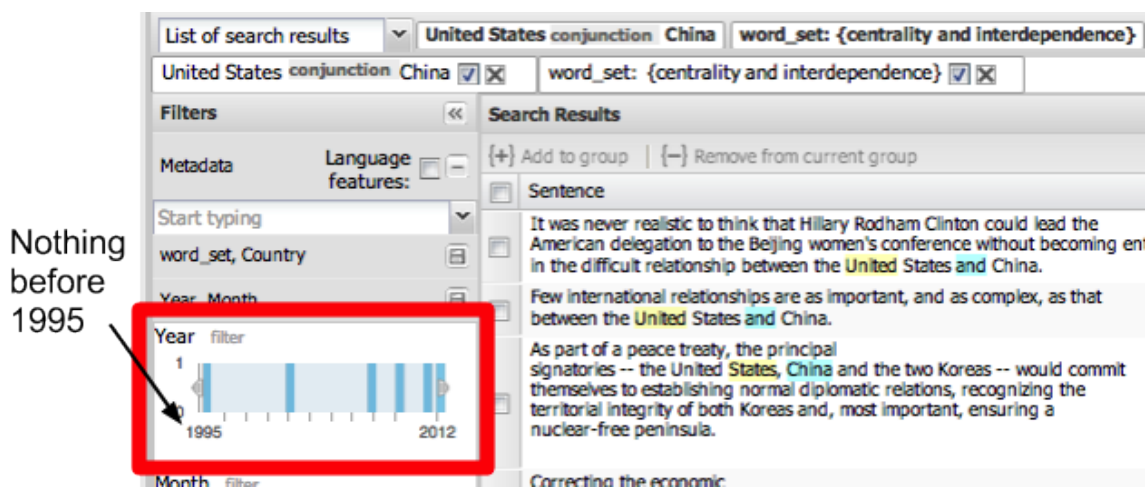 List of search results
United States conjunction China
word_set: {centrality and interdependence}
United States conjunction China
word_set: {centrality and interdependence}
Filters
Search Results
Metadata
Language
features:
{+} Add to group | {−} Remove from current group
Sentence
Start typing
word_set, Country
It was never realistic to think that Hillary Rodham Clinton could lead the
American delegation to the Beijing women's conference without becoming
in the difficult relationship between the United States and China.
Year, Month
Few international relationships are as important, and as complex, as that
between the United States and China.
Nothing
before
1995
Year filter
1
0
1995
2012
As part of a peace treaty, the principal
signatories -- the United States, China and the two Koreas -- would commit
themselves to establishing normal diplomatic relations, recognizing the
territorial integrity of both Koreas and, most important, ensuring a
nuclear-free peninsula.
Month filter
Correcting the economic